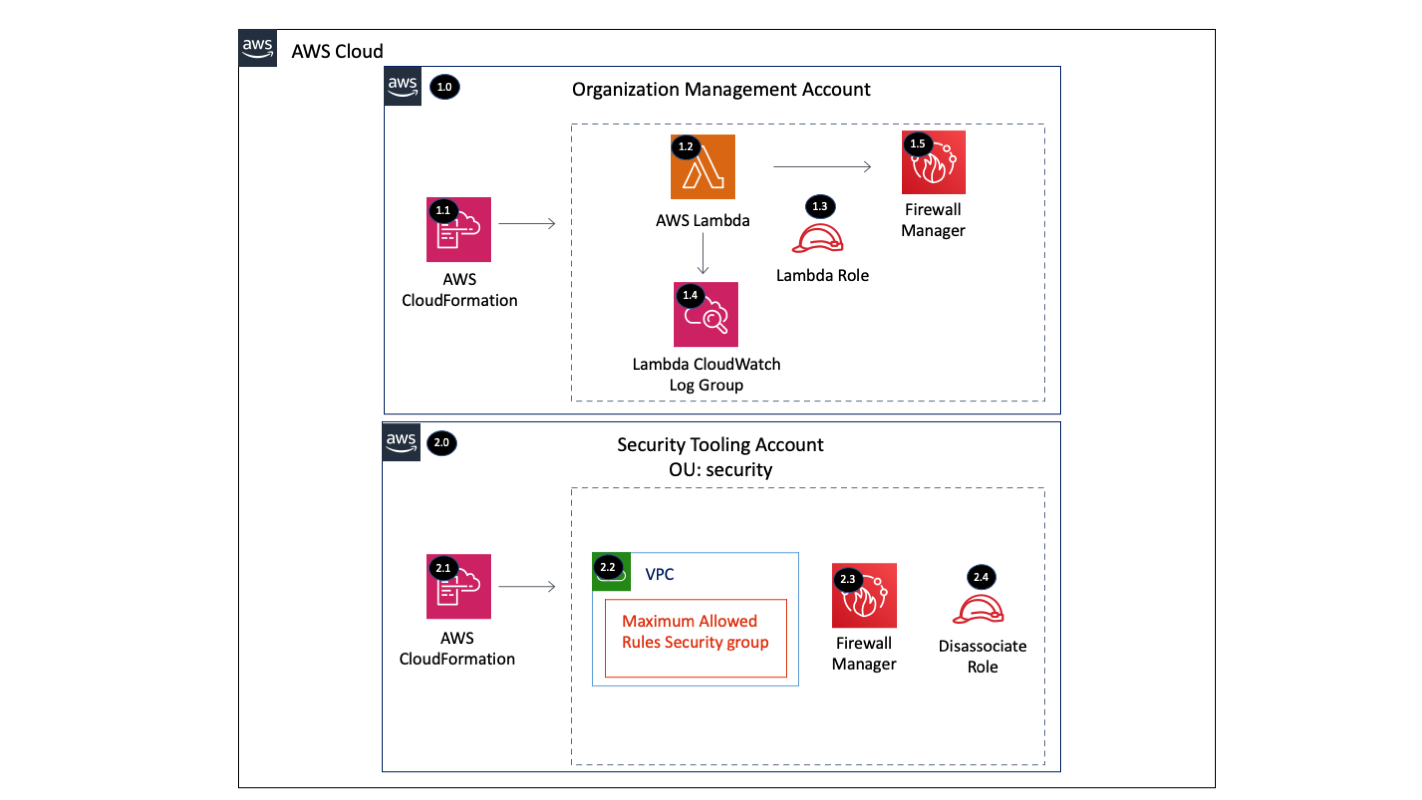 aws
AWS Cloud
aws
1.0
Organization Management Account
1.1
AWS
CloudFormation
1.2
AWS Lambda
1.3
Lambda Role
1.4
Lambda CloudWatch
Log Group
1.5
Firewall
Manager
aws
2.0
Security Tooling Account
OU: security
2.1
AWS
CloudFormation
2.2
VPC
Maximum Allowed
Rules Security group
2.3
Firewall
Manager
2.4
Disassociate
Role